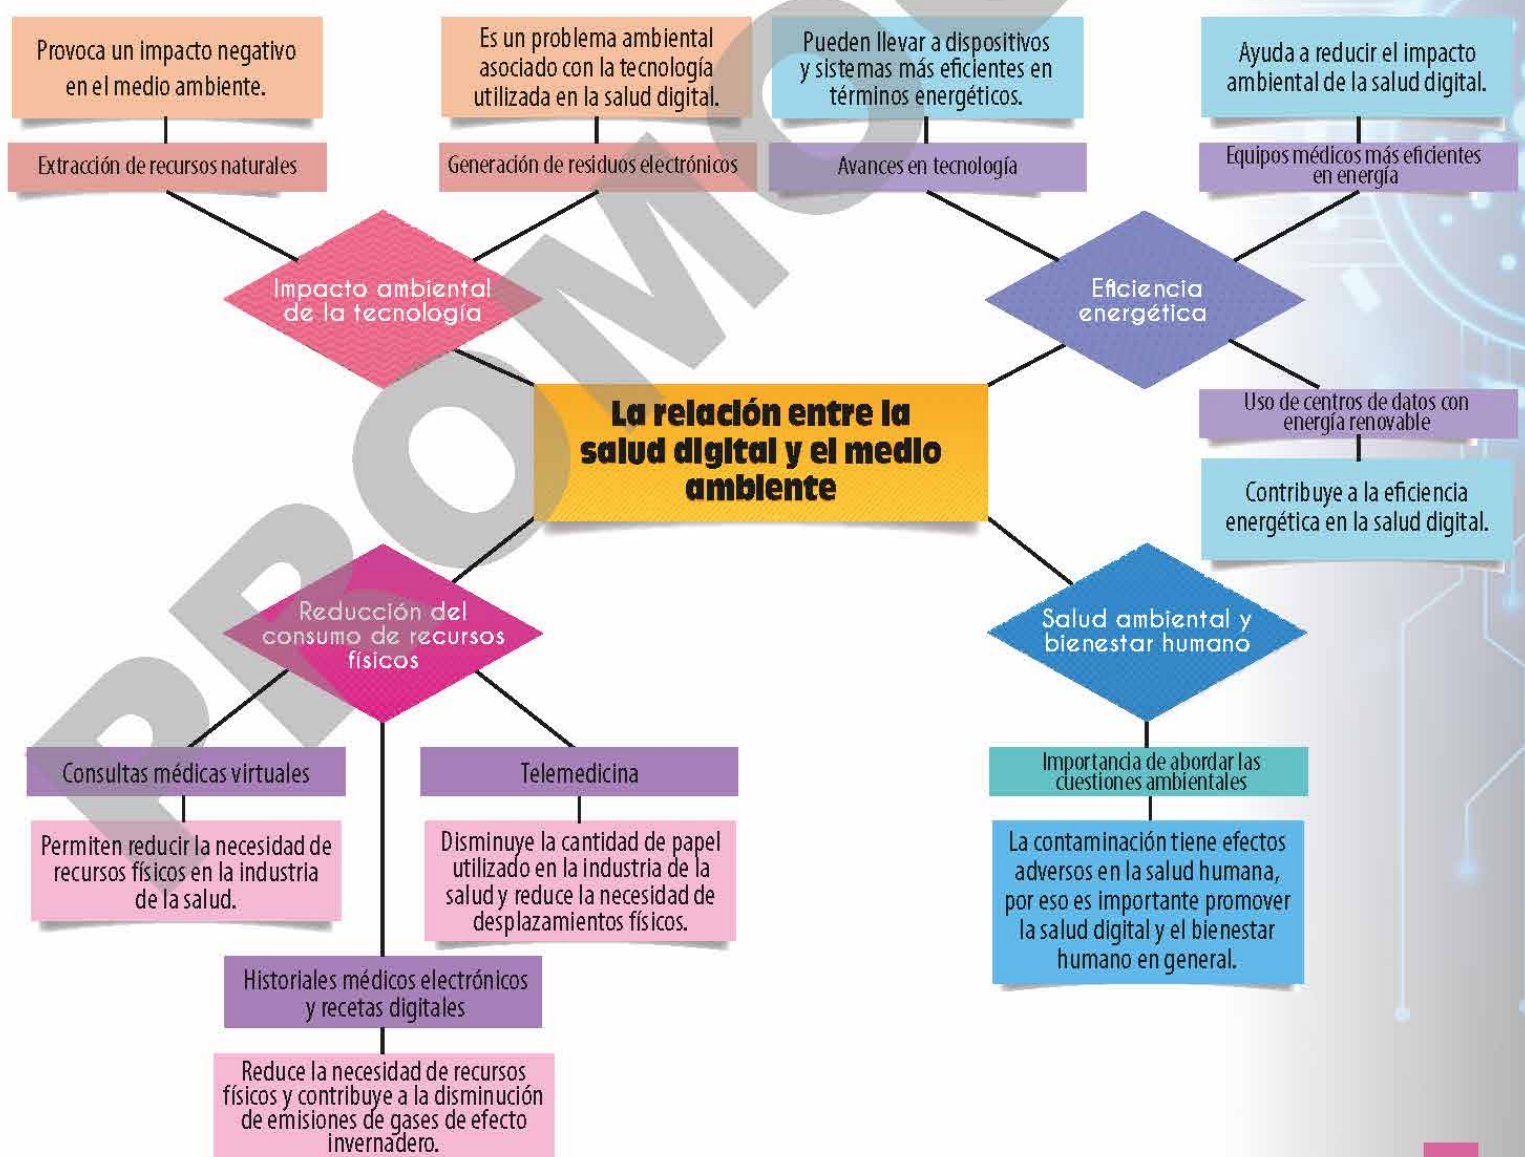 Provoca un impacto negativo
en el medio ambiente.
Extracción de recursos naturales
Es un problema ambiental
asociado con la tecnología
utilizada en la salud digital.
Generación de residuos electrónicos
Impacto ambiental
de la tecnología
Pueden llevar a dispositivos
y sistemas más eficientes en
términos energéticos.
Avances en tecnología
Ayuda a reducir el impacto
ambiental de la salud digital.
Equipos médicos más eficientes
en energía
Eficiencia
energética
Uso de centros de datos con
energía renovable
Contribuye a la eficiencia
energética en la salud digital.
La relación entre la
salud digital y el medio
ambiente
Reducción del
consumo de recursos
físicos
Consultas médicas virtuales
Permiten reducir la necesidad de
recursos físicos en la industria
de la salud.
Telemedicina
Disminuye la cantidad de papel
utilizado en la industria de la
salud y reduce la necesidad de
desplazamientos físicos.
Historiales médicos electrónicos
y recetas digitales
Reduce la necesidad de recursos
físicos y contribuye a la disminución
de emisiones de gases de efecto
invernadero.
Salud ambiental y
bienestar humano
Importancia de abordar las
cuestiones ambientales
La contaminación tiene efectos
adversos en la salud humana,
por eso es importante promover
la salud digital y el bienestar
humano en general.